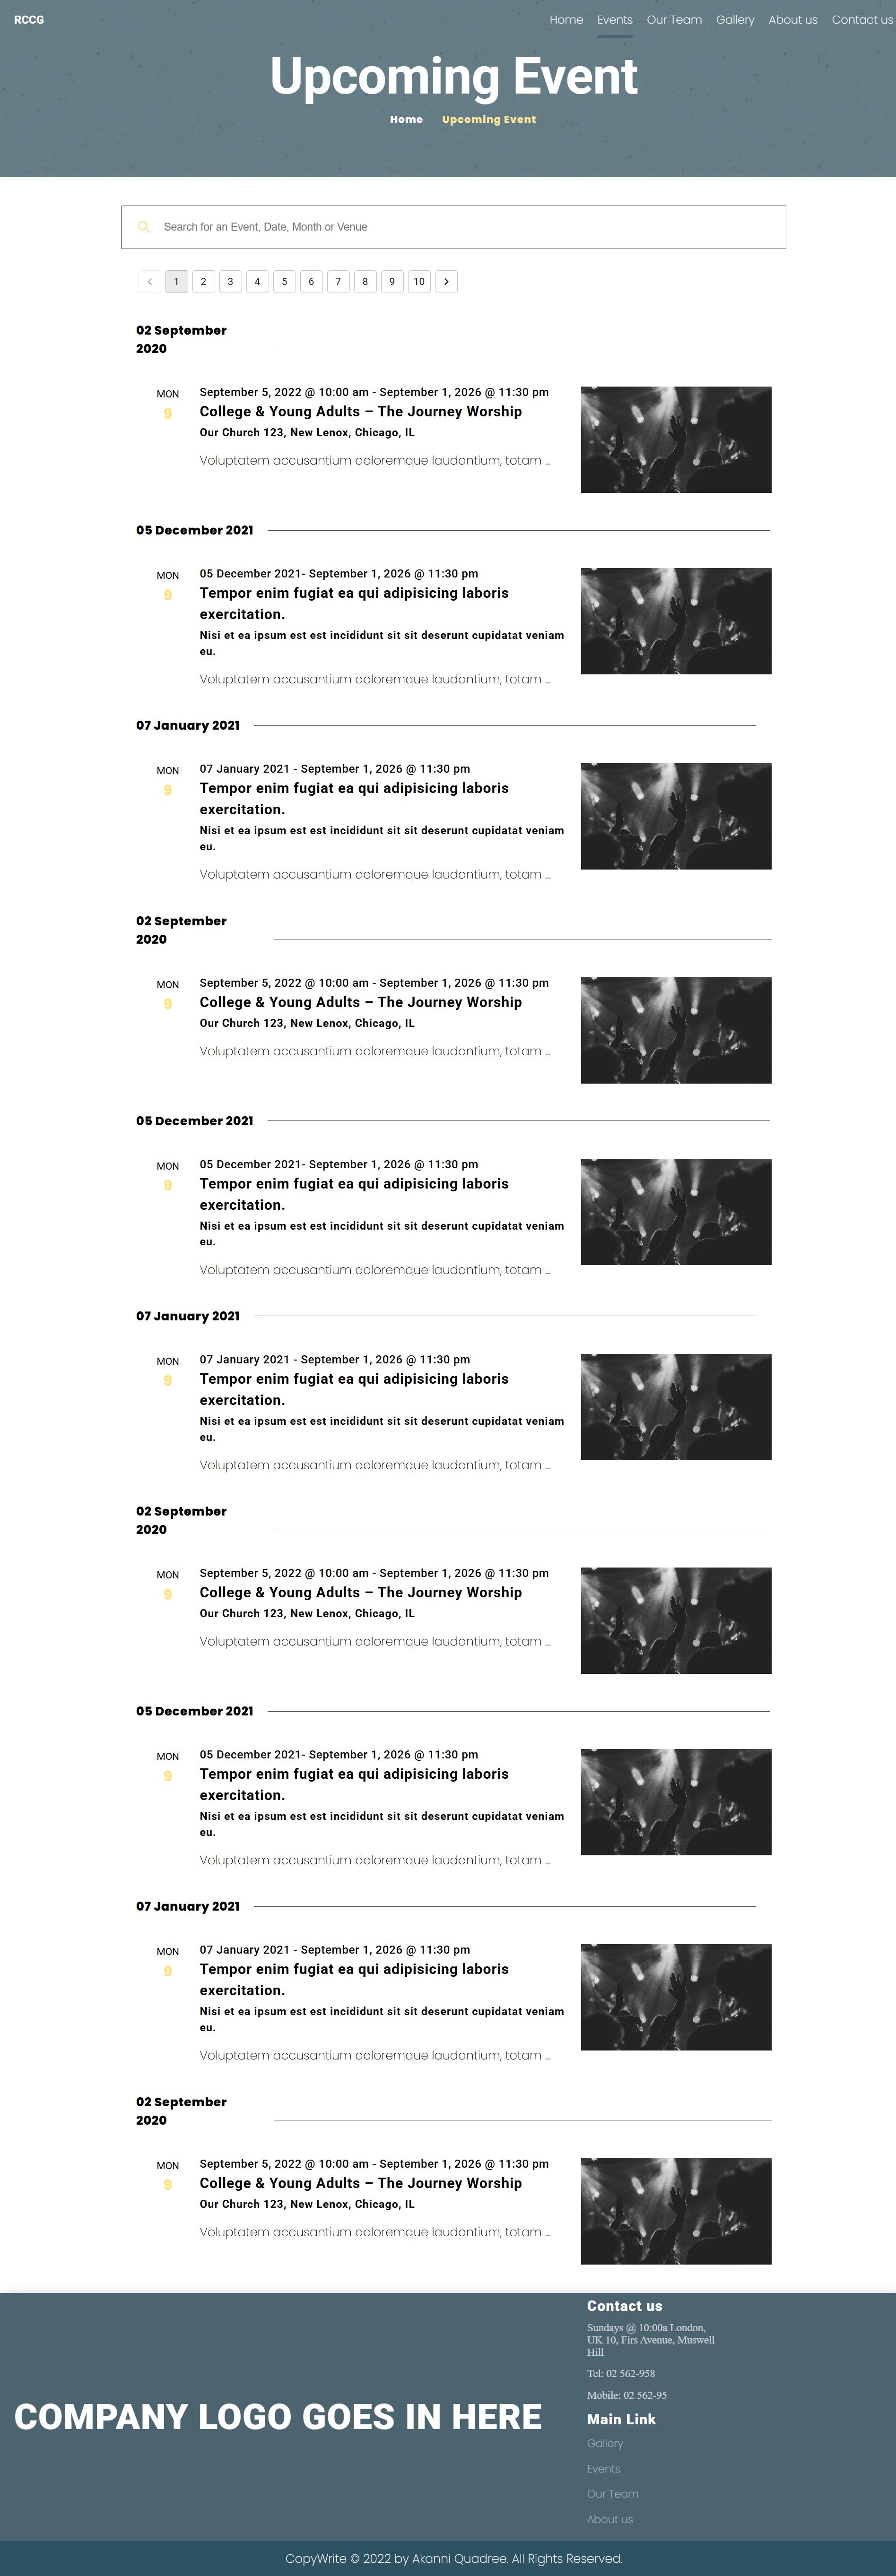 RCCG
Home Events Our Team Gallery About us Contact us
Upcoming Event
Home Upcoming Event
Search for an Event, Date, Month or Venue
1 2 3 4 5 6 7 8 9 10
02 September
2020
MON
9
September 5, 2022 @ 10:00 am - September 1, 2026 @ 11:30 pm
College & Young Adults – The Journey Worship
Our Church 123, New Lenox, Chicago, IL
Voluptatem accusantium doloremque laudantium, totam ...
05 December 2021
MON
9
05 December 2021- September 1, 2026 @ 11:30 pm
Tempor enim fugiat ea qui adipisicing laboris
exercitation.
Nisi et ea ipsum est est incididunt sit sit deserunt cupidatat veniam
eu.
Voluptatem accusantium doloremque laudantium, totam ...
07 January 2021
MON
9
07 January 2021 - September 1, 2026 @ 11:30 pm
Tempor enim fugiat ea qui adipisicing laboris
exercitation.
Nisi et ea ipsum est est incididunt sit sit deserunt cupidatat veniam
eu.
Voluptatem accusantium doloremque laudantium, totam ...
02 September
2020
MON
9
September 5, 2022 @ 10:00 am - September 1, 2026 @ 11:30 pm
College & Young Adults – The Journey Worship
Our Church 123, New Lenox, Chicago, IL
Voluptatem accusantium doloremque laudantium, totam ...
05 December 2021
MON
9
05 December 2021- September 1, 2026 @ 11:30 pm
Tempor enim fugiat ea qui adipisicing laboris
exercitation.
Nisi et ea ipsum est est incididunt sit sit deserunt cupidatat veniam
eu.
Voluptatem accusantium doloremque laudantium, totam ...
07 January 2021
MON
9
07 January 2021 - September 1, 2026 @ 11:30 pm
Tempor enim fugiat ea qui adipisicing laboris
exercitation.
Nisi et ea ipsum est est incididunt sit sit deserunt cupidatat veniam
eu.
Voluptatem accusantium doloremque laudantium, totam ...
02 September
2020
MON
9
September 5, 2022 @ 10:00 am - September 1, 2026 @ 11:30 pm
College & Young Adults – The Journey Worship
Our Church 123, New Lenox, Chicago, IL
Voluptatem accusantium doloremque laudantium, totam ...
05 December 2021
MON
9
05 December 2021- September 1, 2026 @ 11:30 pm
Tempor enim fugiat ea qui adipisicing laboris
exercitation.
Nisi et ea ipsum est est incididunt sit sit deserunt cupidatat veniam
eu.
Voluptatem accusantium doloremque laudantium, totam ...
07 January 2021
MON
9
07 January 2021 - September 1, 2026 @ 11:30 pm
Tempor enim fugiat ea qui adipisicing laboris
exercitation.
Nisi et ea ipsum est est incididunt sit sit deserunt cupidatat veniam
eu.
Voluptatem accusantium doloremque laudantium, totam ...
02 September
2020
MON
9
September 5, 2022 @ 10:00 am - September 1, 2026 @ 11:30 pm
College & Young Adults – The Journey Worship
Our Church 123, New Lenox, Chicago, IL
Voluptatem accusantium doloremque laudantium, totam ...
COMPANY LOGO GOES IN HERE
Contact us
Sundays @ 10:00a London,
UK 10, Firs Avenue, Muswell
Hill
Tel: 02 562-958
Mobile: 02 562-95
Main Link
Gallery
Events
Our Team
About us
CopyWrite © 2022 by Akanni Quadree. All Rights Reserved.